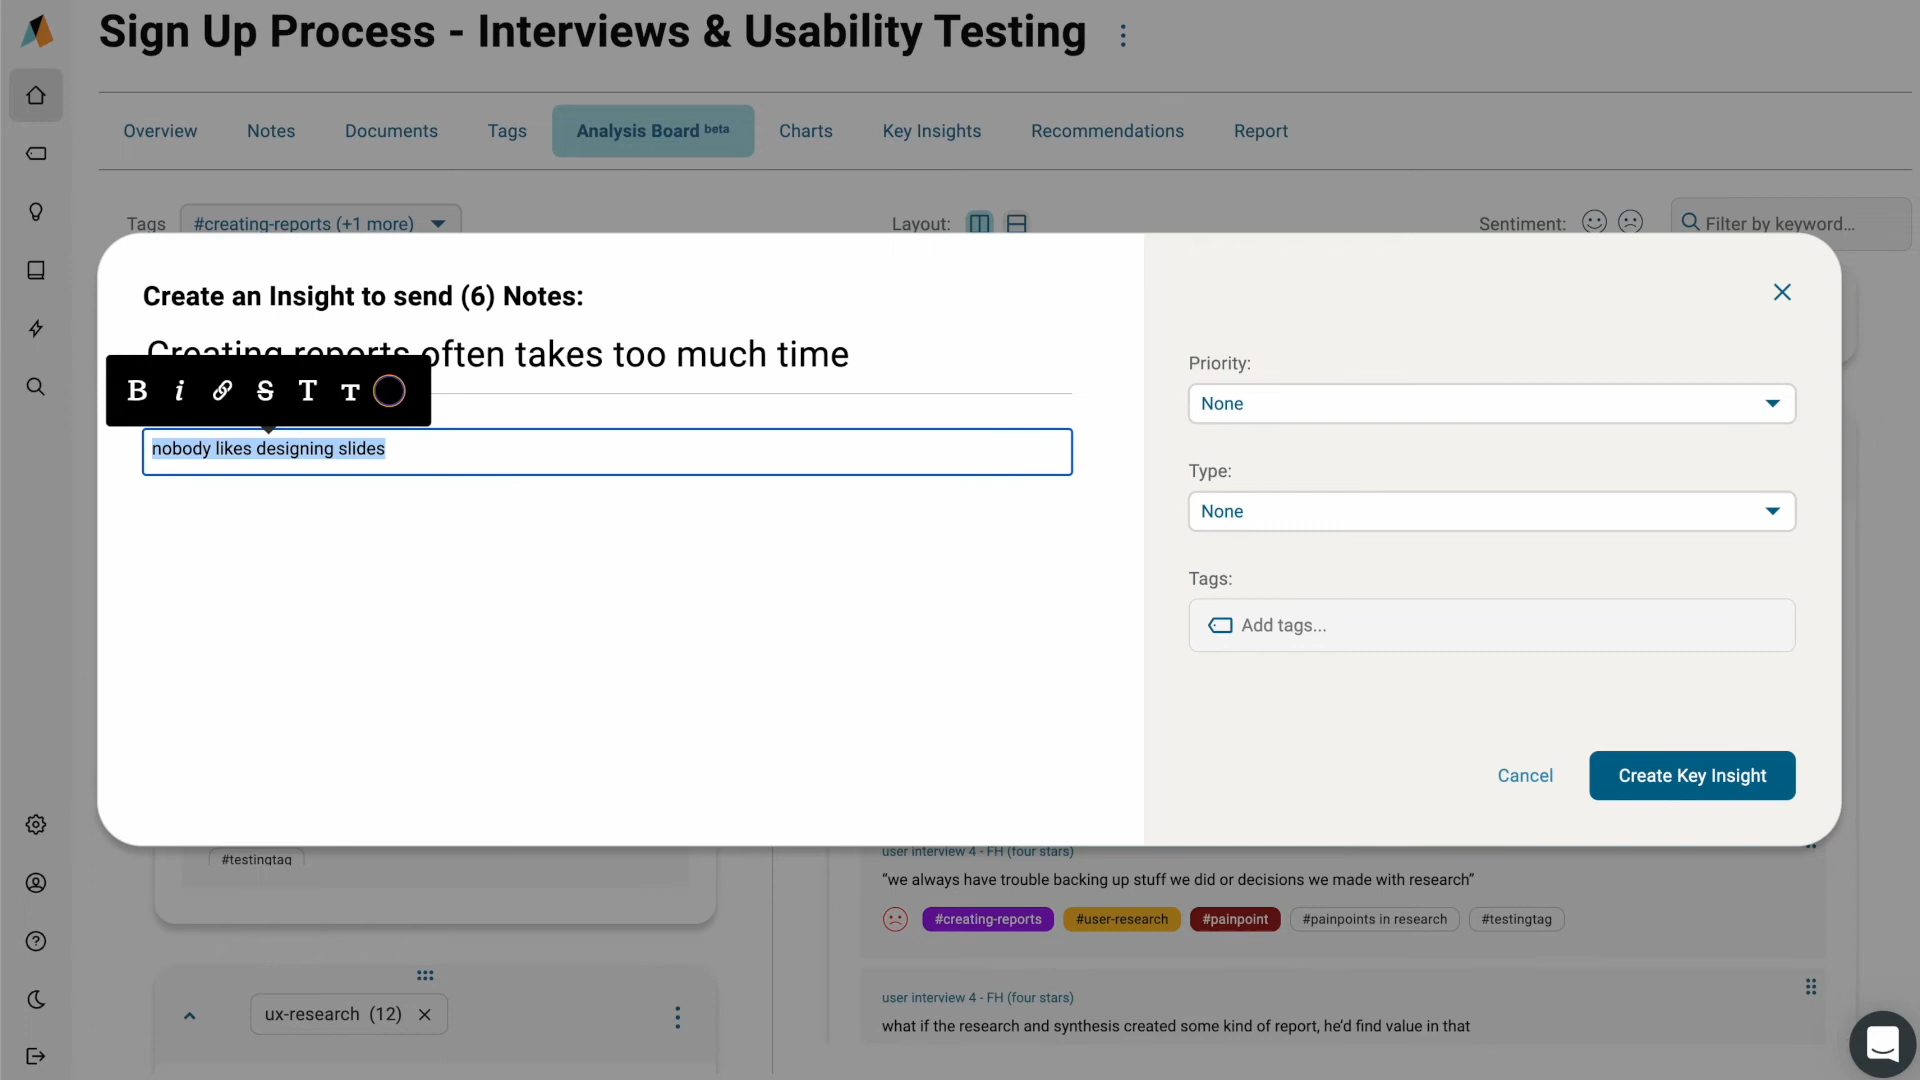 Sign Up Process - Interviews & Usability Testing
Overview
Notes
Documents
Tags
Analysis Board beta
Charts
Key Insights
Recommendations
Report
Tags
#creating-reports (+1 more)
Layout:
Sentiment:
Filter by keyword...
Create an Insight to send (6) Notes:
Creating reports often takes too much time
B i S T T
nobody likes designing slides
Priority:
None
Type:
None
Tags:
Add tags...
Cancel
Create Key Insight
#testingtag
ux-research (12)
user interview 4 - FH (four stars)
“we always have trouble backing up stuff we did or decisions we made with research”
#creating-reports
#user-research
#painpoint
#painpoints in research
#testingtag
user interview 4 - FH (four stars)
what if the research and synthesis created some kind of report, he'd find value in that